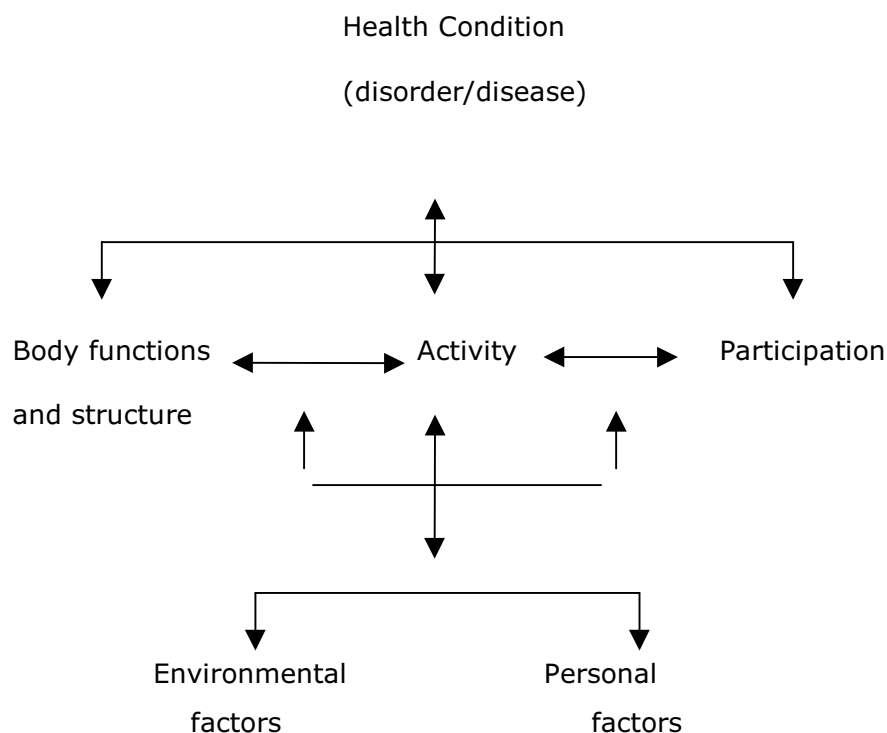 Health Condition
(disorder/disease)
Body functions
and structure
Activity
Participation
Environmental
factors
Personal
factors